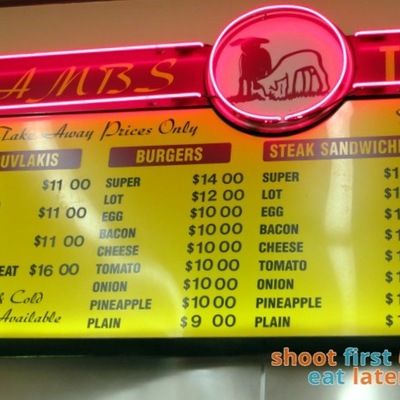 AMBS T
Take Away Prices Only
UVLAKIS BURGERS STEAK SANDWICH
$11 00 SUPER $14 00 SUPER $1
LOT $12 00 LOT $
$11 00 EGG $10 00 EGG $
BACON $10 00 BACON $
$11 00 CHEESE $10 00 CHEESE $
EAT $16 00 TOMATO $10 00 TOMATO $
ONION $10 00 ONION $
& Cold PINEAPPLE $10 00 PINEAPPLE $
Available PLAIN $9 00 PLAIN $
shoot first
eat later